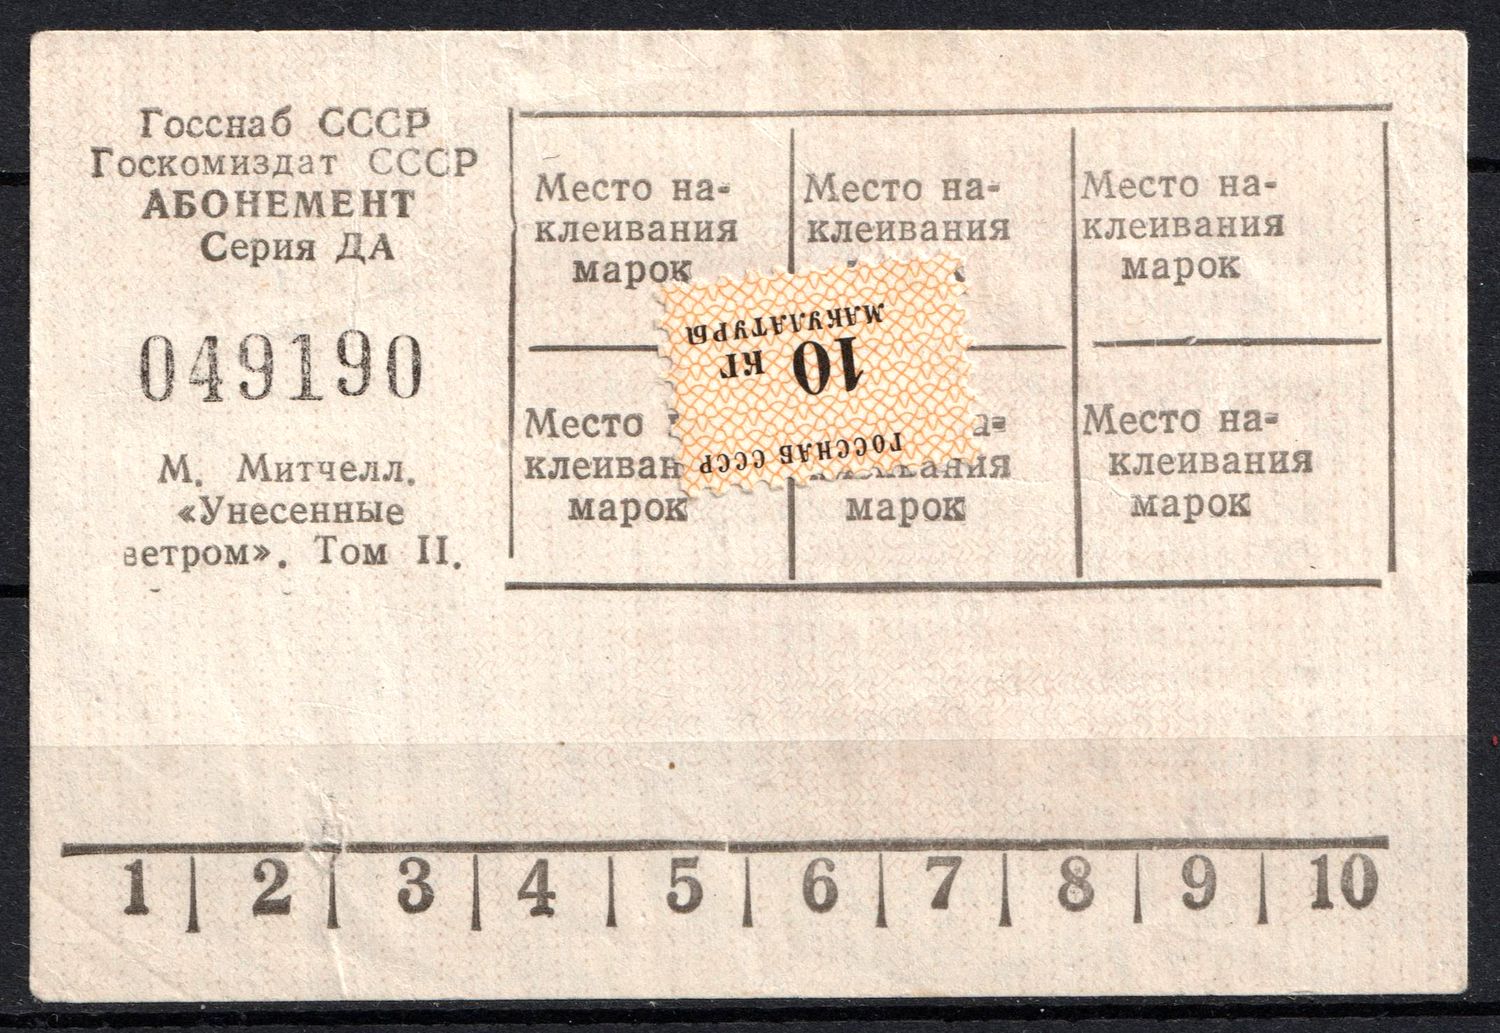 Госснаб СССР
Госкомиздат СССР
АБОНЕМЕНТ
Серия ДА
049190
М. Митчелл.
«Унесенные
ветром». Том II.
Место на-
клеивания
марок
Место на-
клеивания
Место на-
клеивания
марок
Место
клеиван
марок
а-
клеивания
марок
Место на-
клеивания
марок
ГОССНАБ СССР
10 КГ
МАКУЛАТУРЫ
1 | 2 | 3 | 4 | 5 | 6 | 7 | 8 | 9 | 10